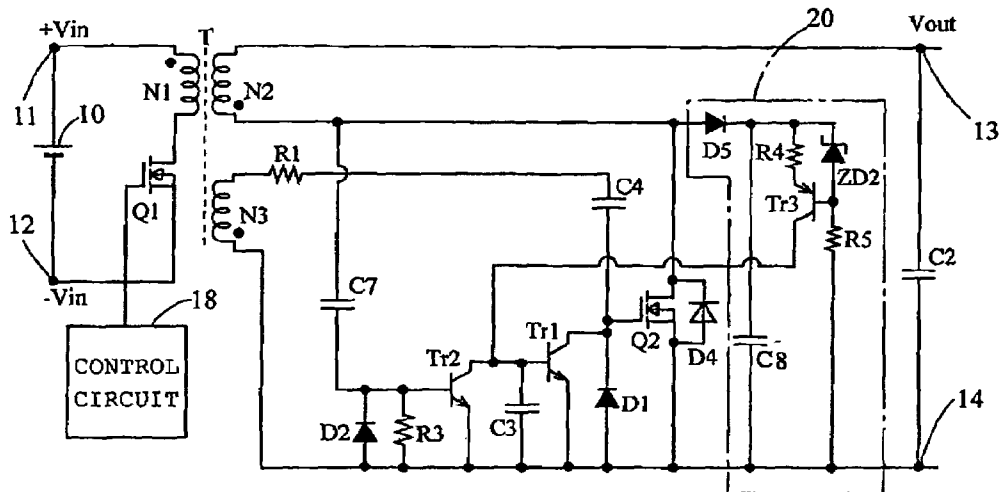 20
+Vin
T
Vout
11
10
N1
N2
13
D5
R4
ZD2
R1
C4
Q1
N3
Tr3
12
R5
C2
-Vin
18
C7
Q2
D4
C8
CONTROL
CIRCUIT
Tr2
Tr1
14
D2
R3
C3
D1